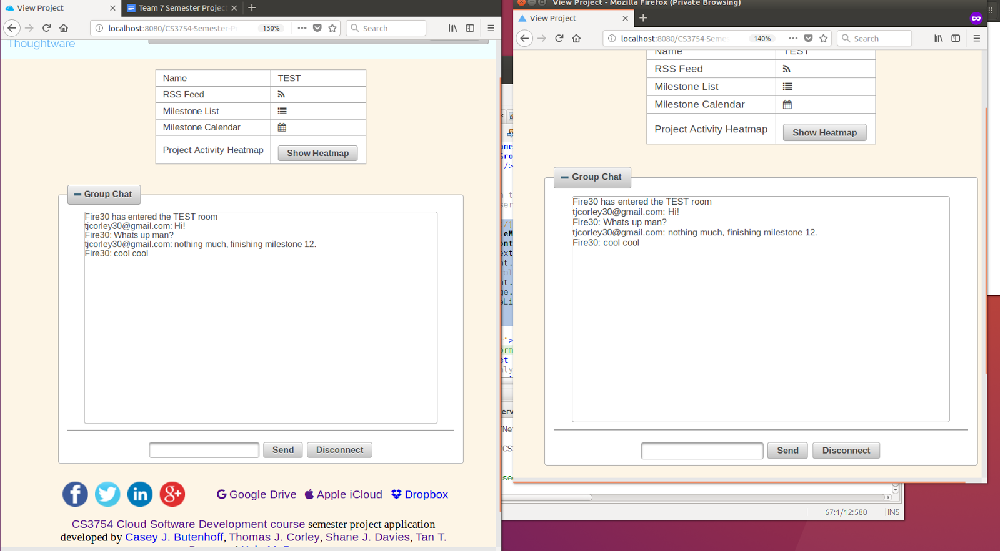 View Project
Team 7 Semester Projec
localhost:8080/CS3754-Semester-P
130%
Search
Thoughtware
Name TEST
RSS Feed
Milestone List
Milestone Calendar
Project Activity Heatmap Show Heatmap
Group Chat
Fire30 has entered the TEST room
tjcorley30@gmail.com: Hi!
Fire30: Whats up man?
tjcorley30@gmail.com: nothing much, finishing milestone 12.
Fire30: cool cool
Send Disconnect
Google Drive Apple iCloud Dropbox
CS3754 Cloud Software Development course semester project application
developed by Casey J. Butenhoff, Thomas J. Corley, Shane J. Davies, Tan T.
View Project - Mozilla Firefox (Private Browsing)
View Project
localhost:8080/CS3754-Seme
140%
Search
Name TEST
RSS Feed
Milestone List
Milestone Calendar
Project Activity Heatmap Show Heatmap
Group Chat
Fire30 has entered the TEST room
tjcorley30@gmail.com: Hi!
Fire30: Whats up man?
tjcorley30@gmail.com: nothing much, finishing milestone 12.
Fire30: cool cool
Send Disconnect
67:1/12:580 INS